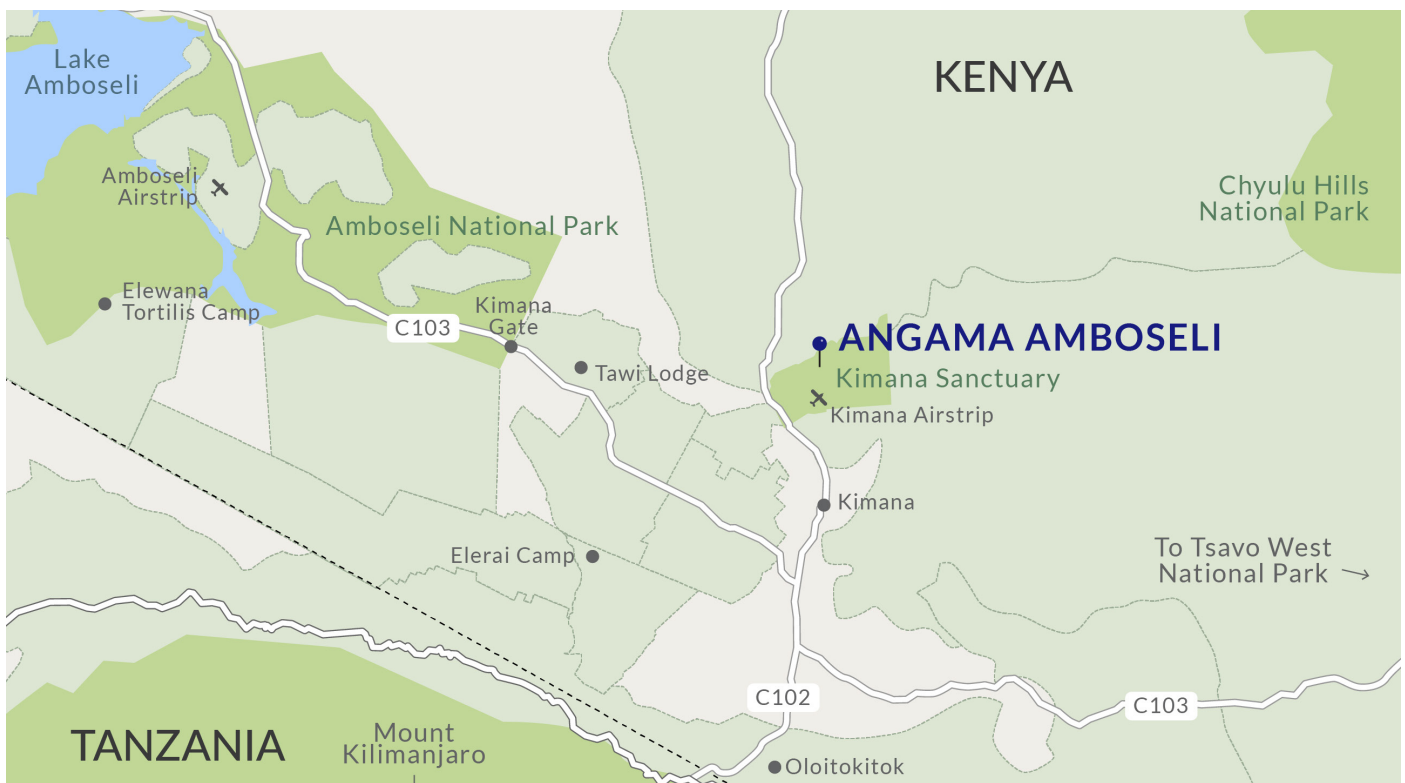 Lake
Amboseli
KENYA
Amboseli
Airstrip
Chyulu Hills
National Park
Amboseli National Park
Elewana
Tortilis Camp
Kimana
Gate
C103
ANGAMA AMBOSELI
Tawi Lodge
Kimana Sanctuary
Kimana Airstrip
Kimana
Elerai Camp
To Tsavo West
National Park
C102
C103
TANZANIA
Mount
Kilimanjaro
Oloitokitok